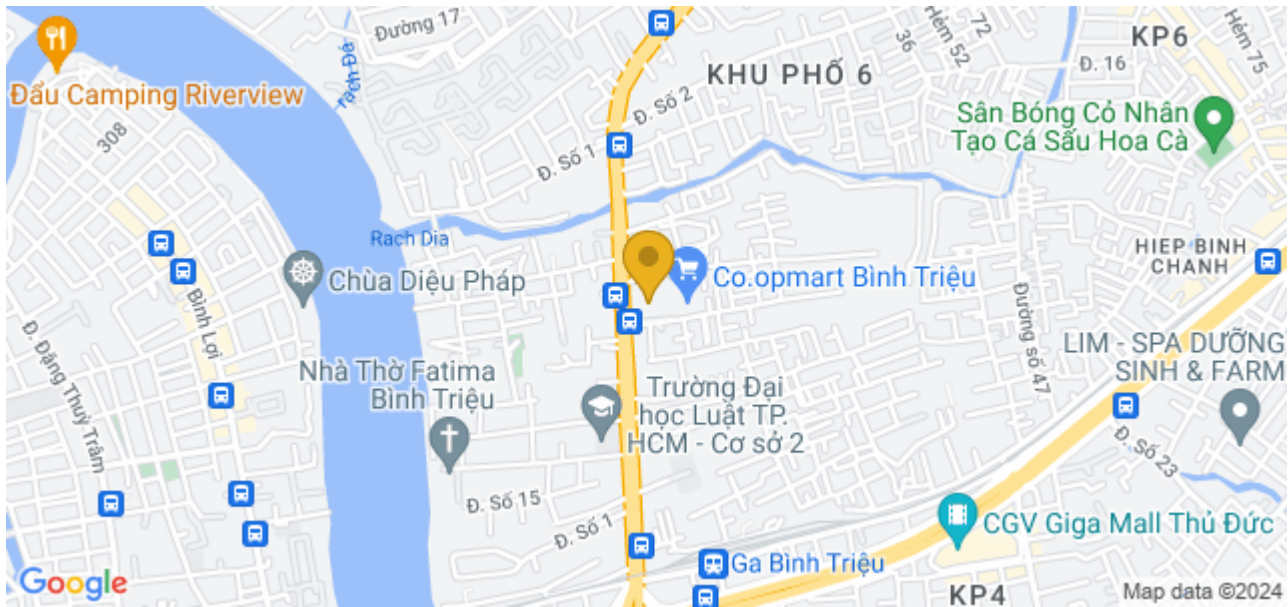 Đường 17
rạch Đá
Đ. Số 2
KHU PHỐ 6
36
Hẻm 52
72
KP6
Đ. 16
Hẻm 75
Đẩu Camping Riverview
308
Đ. Số 1
Sân Bóng Cỏ Nhân
Tạo Cá Sấu Hoa Cà
Rach Dia
Chùa Diệu Pháp
Co.opmart Bình Triệu
HIEP BINH
CHANH
Bình Lợi
Đ. Đặng Thuỳ Trâm
Đường số 47
LIM - SPA DƯỠNG
SINH & FARM
Nhà Thờ Fatima
Bình Triệu
Trường Đại
học Luật TP.
HCM - Cơ sở 2
Đ. Số 23
Đ. Số 15
Đ. Số 1
CGV Giga Mall Thủ Đức
Ga Bình Triệu
KP4
Google
Map data ©2024